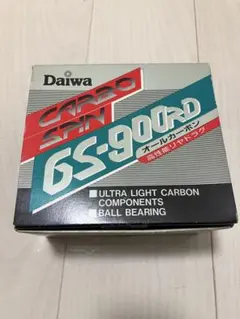 Daiwa
CARBO
SPIN
GS-900RD
オールカーボン
高性能リヤドラグ
■ULTRA LIGHT CARBON
COMPONENTS
■BALL BEARING